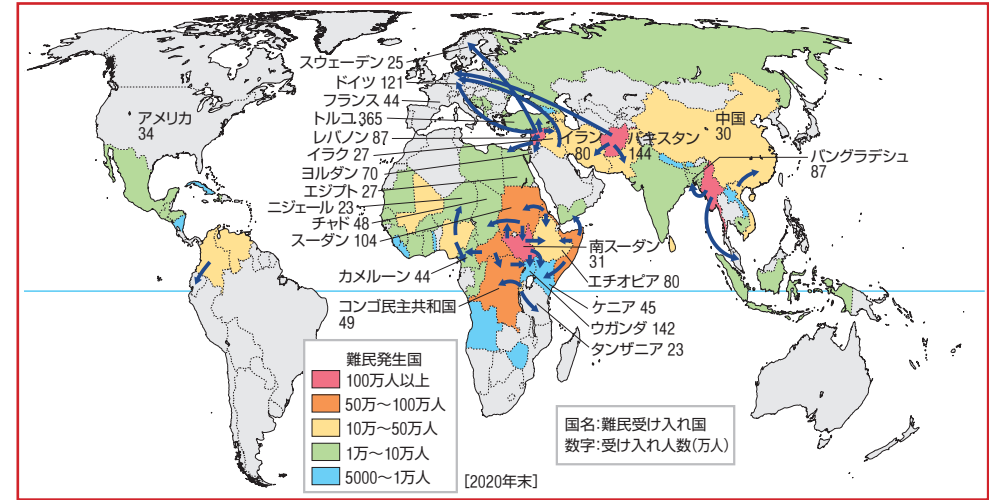 スウェーデン 25
ドイツ 121
フランス 44
トルコ 365
レバノン 87
イラク 27
ヨルダン 70
エジプト 27
ニジェール 23
チャド 48
スーダン 104
カメルーン 44
コンゴ民主共和国
49
アメリカ
34
イラン
80
パキスタン
144
中国
30
バングラデシュ
87
南スーダン
31
エチオピア 80
ケニア 45
ウガンダ 142
タンザニア 23
難民発生国
100万人以上
50万〜100万人
10万〜50万人
1万〜10万人
5000〜1万人
[2020年末]
国名:難民受け入れ国
数字:受け入れ人数(万人)